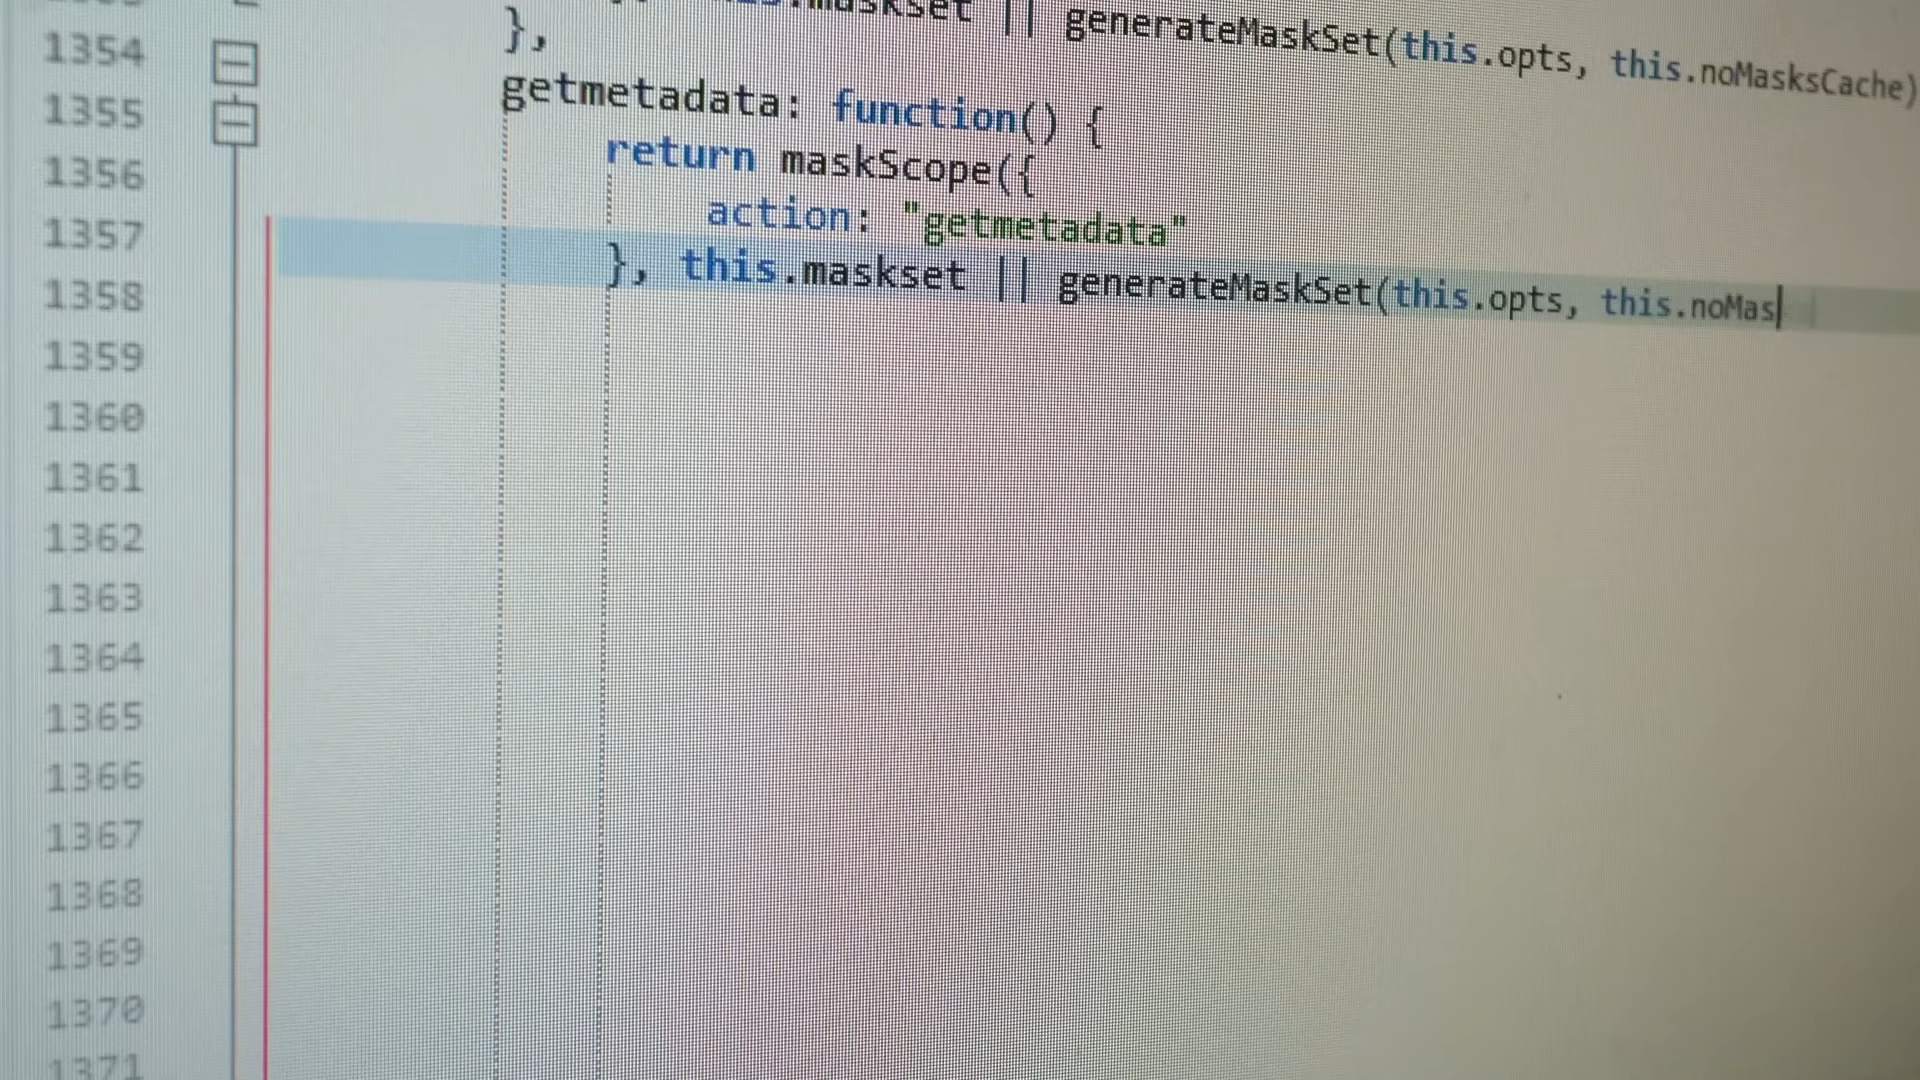 .maskset || generateMaskSet(this.opts, this.noMasksCache)
1354 },
1355 getmetadata: function() {
1356 return maskScope({
1357 action: "getmetadata"
1358 }, this.maskset || generateMaskSet(this.opts, this.noMas
1359
1360
1361
1362
1363
1364
1365
1366
1367
1368
1369
1370
1371